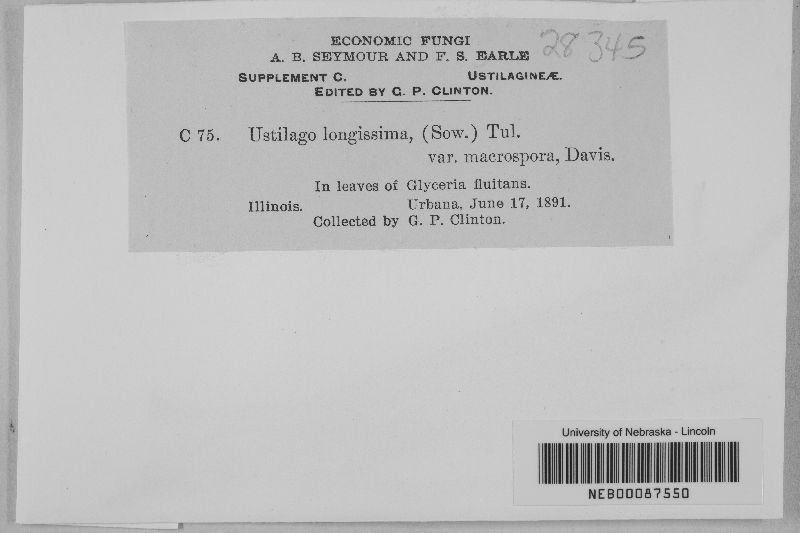 ECONOMIC FUNGI
28345
A. B. SEYMOUR AND F. S. EARLE
SUPPLEMENT C. USTILAGINEÆ.
EDITED BY G. P. CLINTON.
C 75. Ustilago longissima, (Sow.) Tul.
var. macrospora, Davis.
In leaves of Glyceria fluitans.
Illinois. Urbana, June 17, 1891.
Collected by G. P. Clinton.
University of Nebraska - Lincoln
NEB00087550